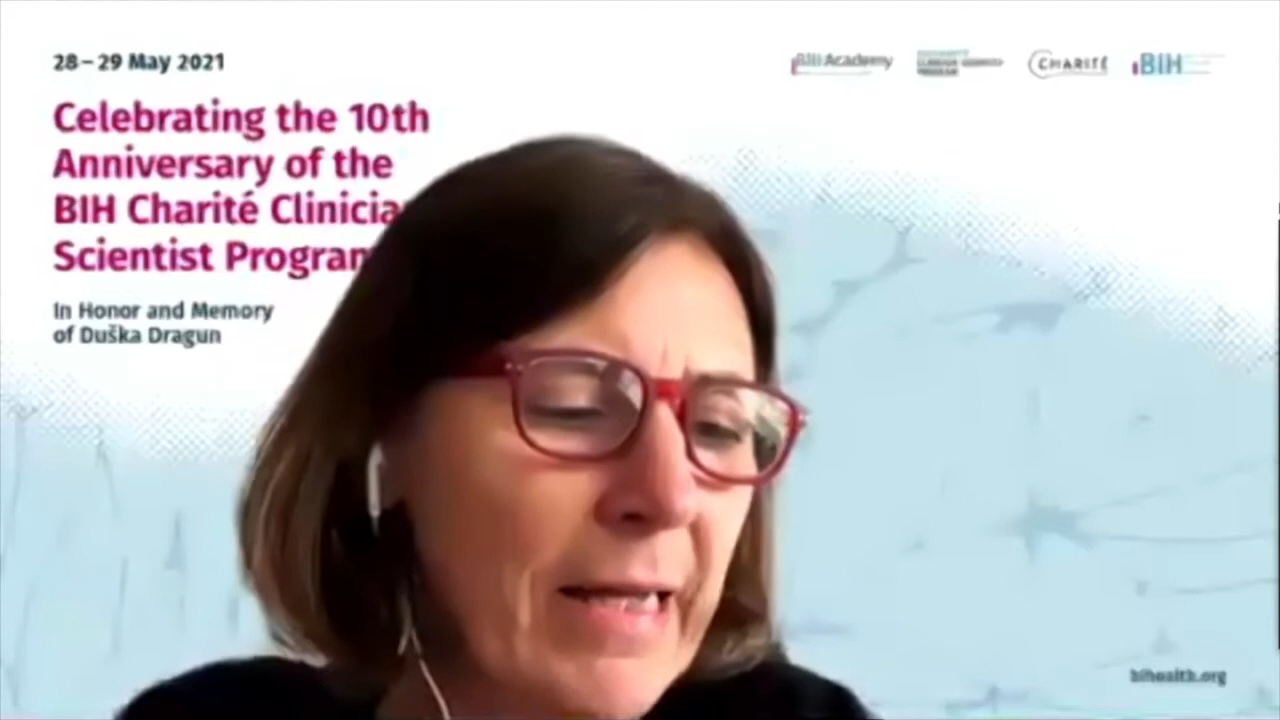 28 – 29 May 2021
BIH Academy
CHARITÉ
BIH
Celebrating the 10th
Anniversary of the
BIH Charité Clinicia
Scientist Program
In Honor and Memory
of Duška Dragun
bihealth.org